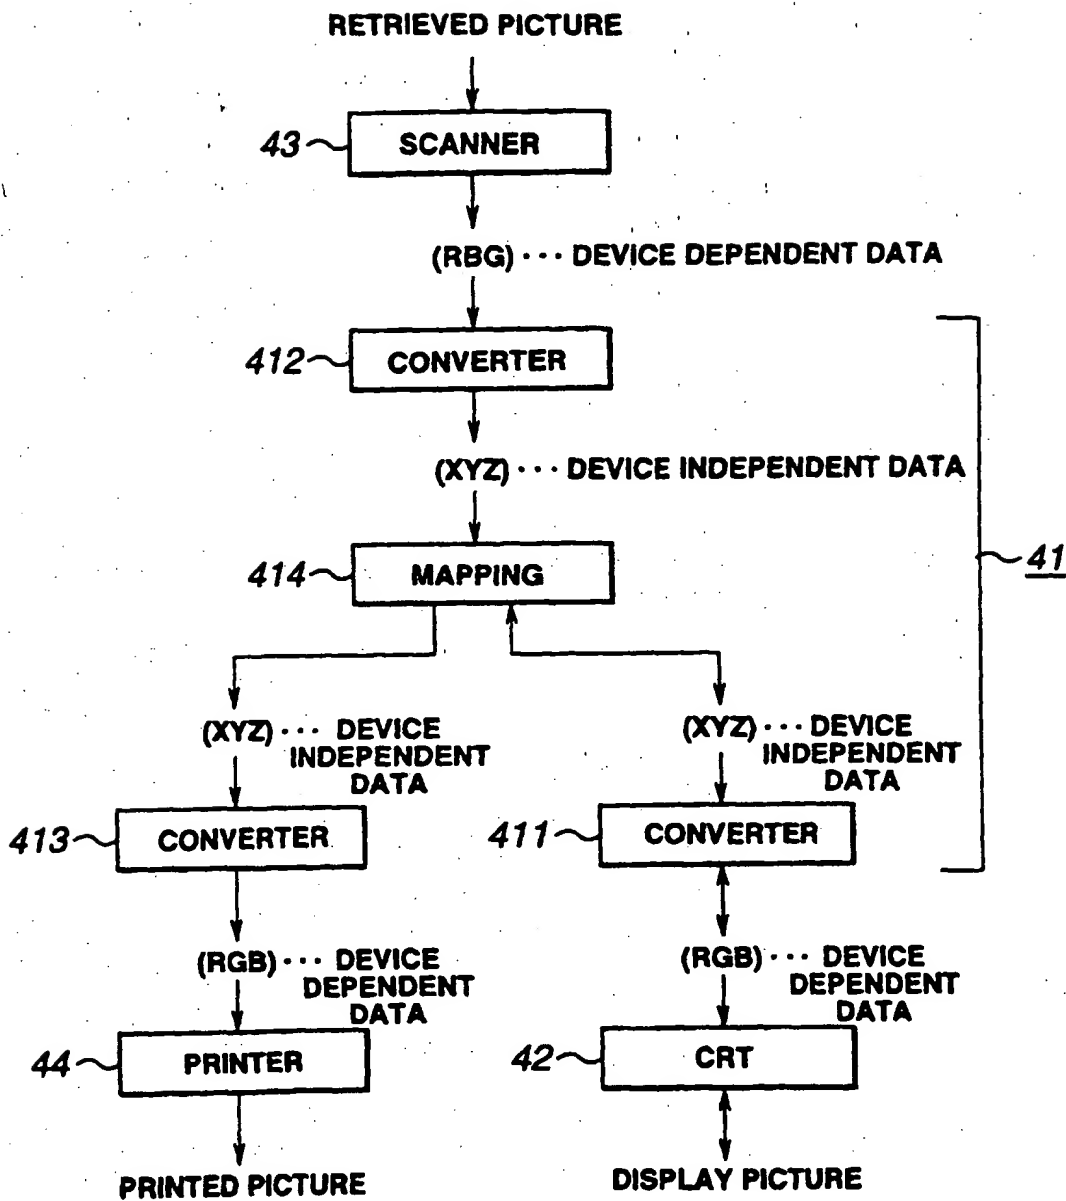 RETRIEVED PICTURE
43 SCANNER
(RBG) ··· DEVICE DEPENDENT DATA
412 CONVERTER
(XYZ) ··· DEVICE INDEPENDENT DATA
414 MAPPING
41
(XYZ) ··· DEVICE
INDEPENDENT
DATA
(XYZ) ··· DEVICE
INDEPENDENT
DATA
413 CONVERTER
411 CONVERTER
(RGB) ··· DEVICE
DEPENDENT
DATA
(RGB) ··· DEVICE
DEPENDENT
DATA
44 PRINTER
42 CRT
PRINTED PICTURE
DISPLAY PICTURE